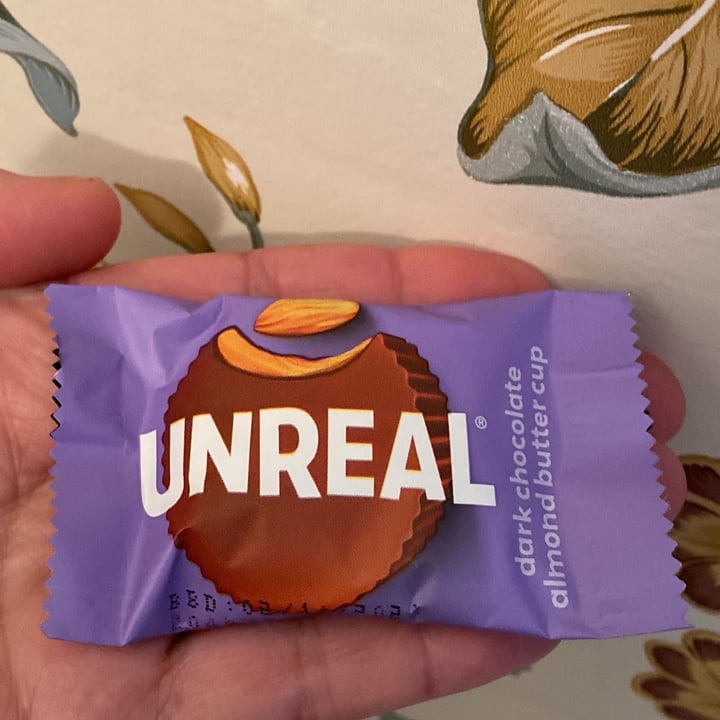 UNREAL®
dark chocolate
almond butter cup